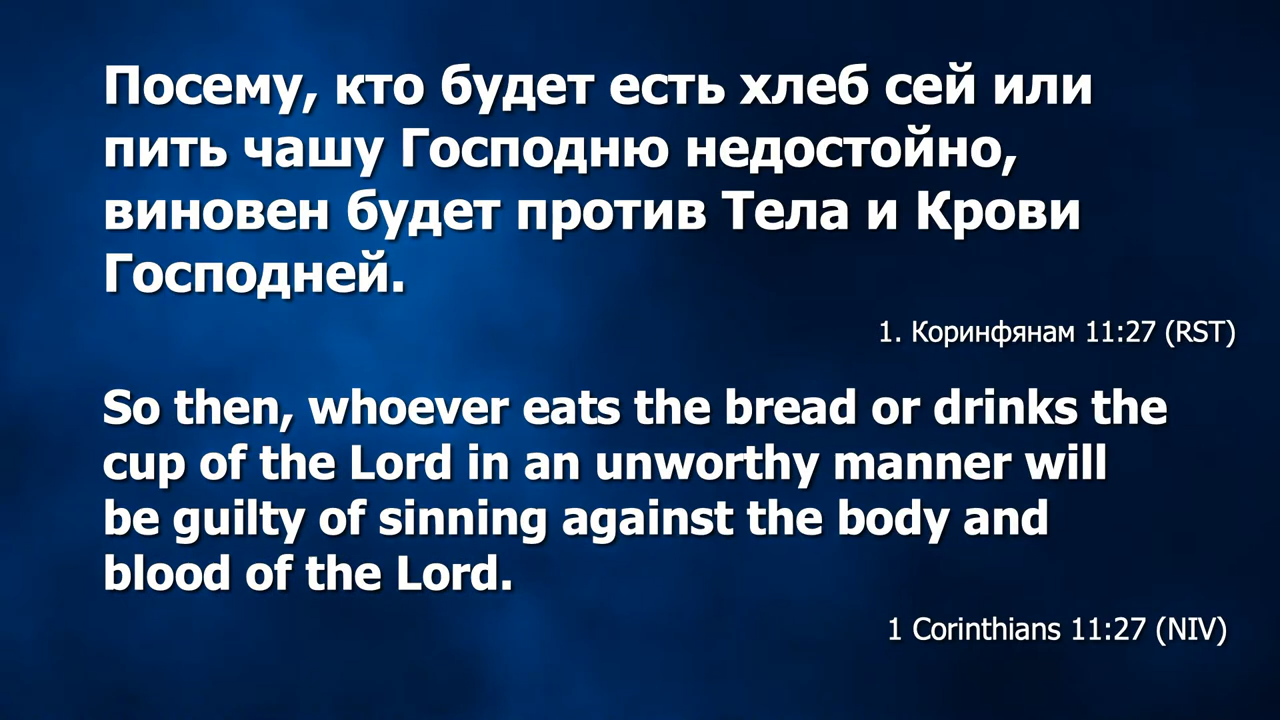 Посему, кто будет есть хлеб сей или
пить чашу Господню недостойно,
виновен будет против Тела и Крови
Господней.
1. Коринфянам 11:27 (RST)
So then, whoever eats the bread or drinks the
cup of the Lord in an unworthy manner will
be guilty of sinning against the body and
blood of the Lord.
1 Corinthians 11:27 (NIV)